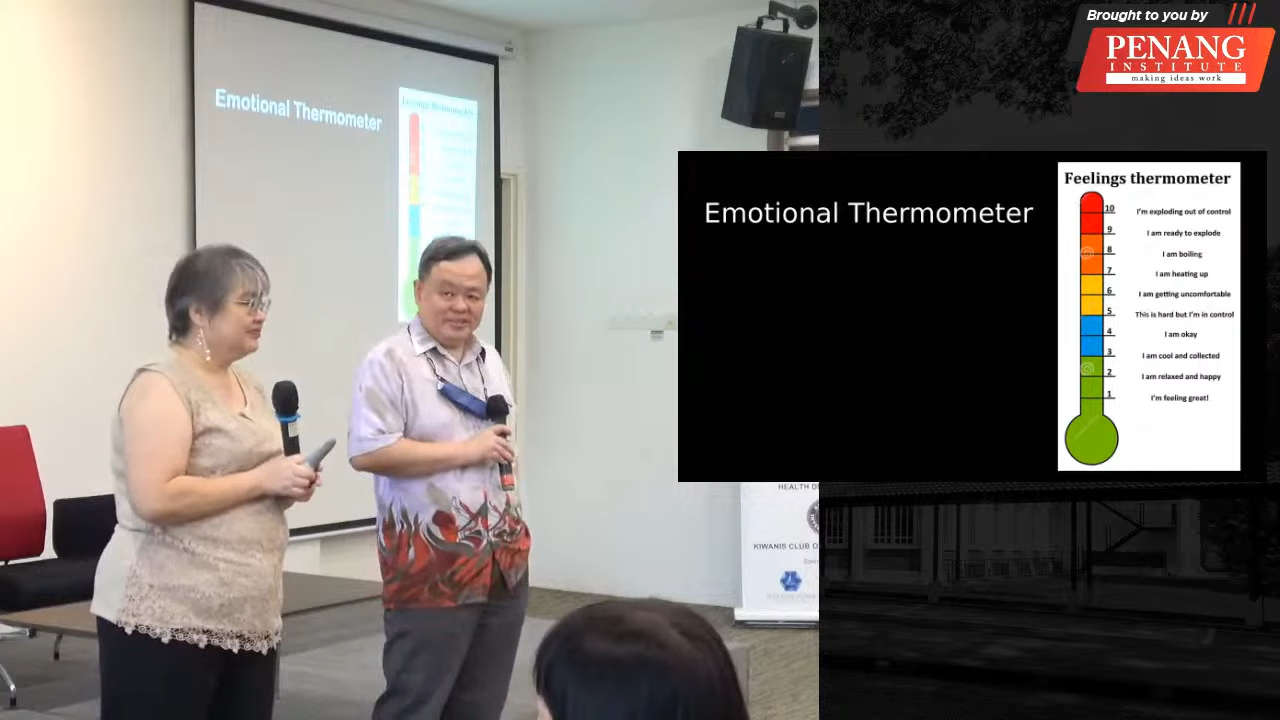 Brought to you by
PENANG
INSTITUTE
making ideas work
Emotional Thermometer
Emotional Thermometer
Feelings thermometer
10 I'm exploding out of control
9 I am ready to explode
8 I am boiling
7 I am heating up
6 I am getting uncomfortable
5 This is hard but I'm in control
4 I am okay
3 I am cool and collected
2 I am relaxed and happy
1 I'm feeling great!
KIWANIS CLUB O